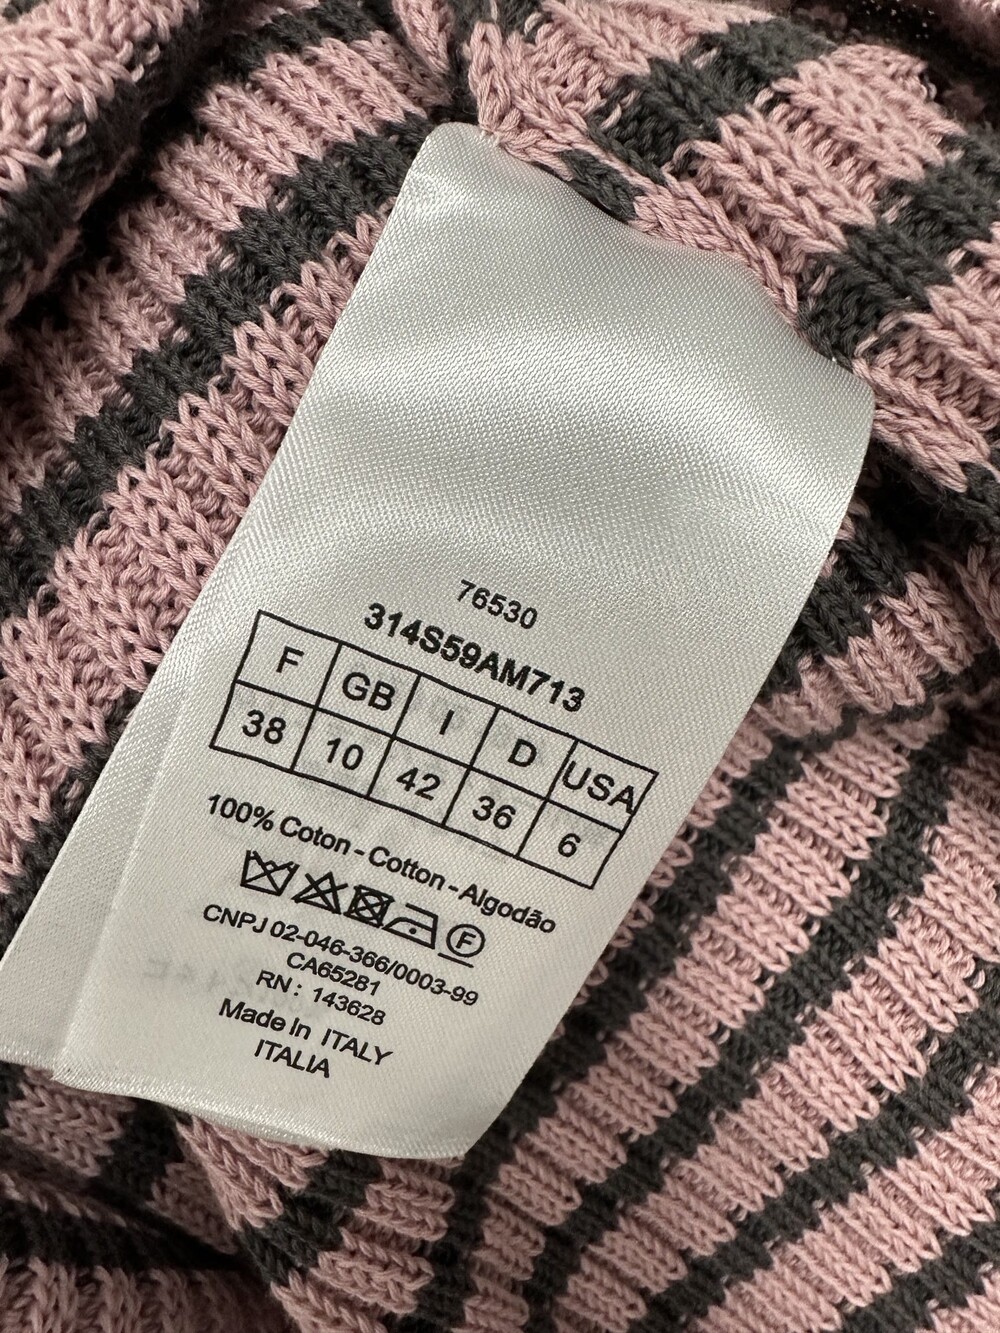 76530
314S59AM713
F GB I D USA
38 10 42 36 6
100% Coton - Cotton - Algodão
F
CNPJ 02-046-366/0003-99
CA65281
RN : 143628
Made In ITALY
ITALIA